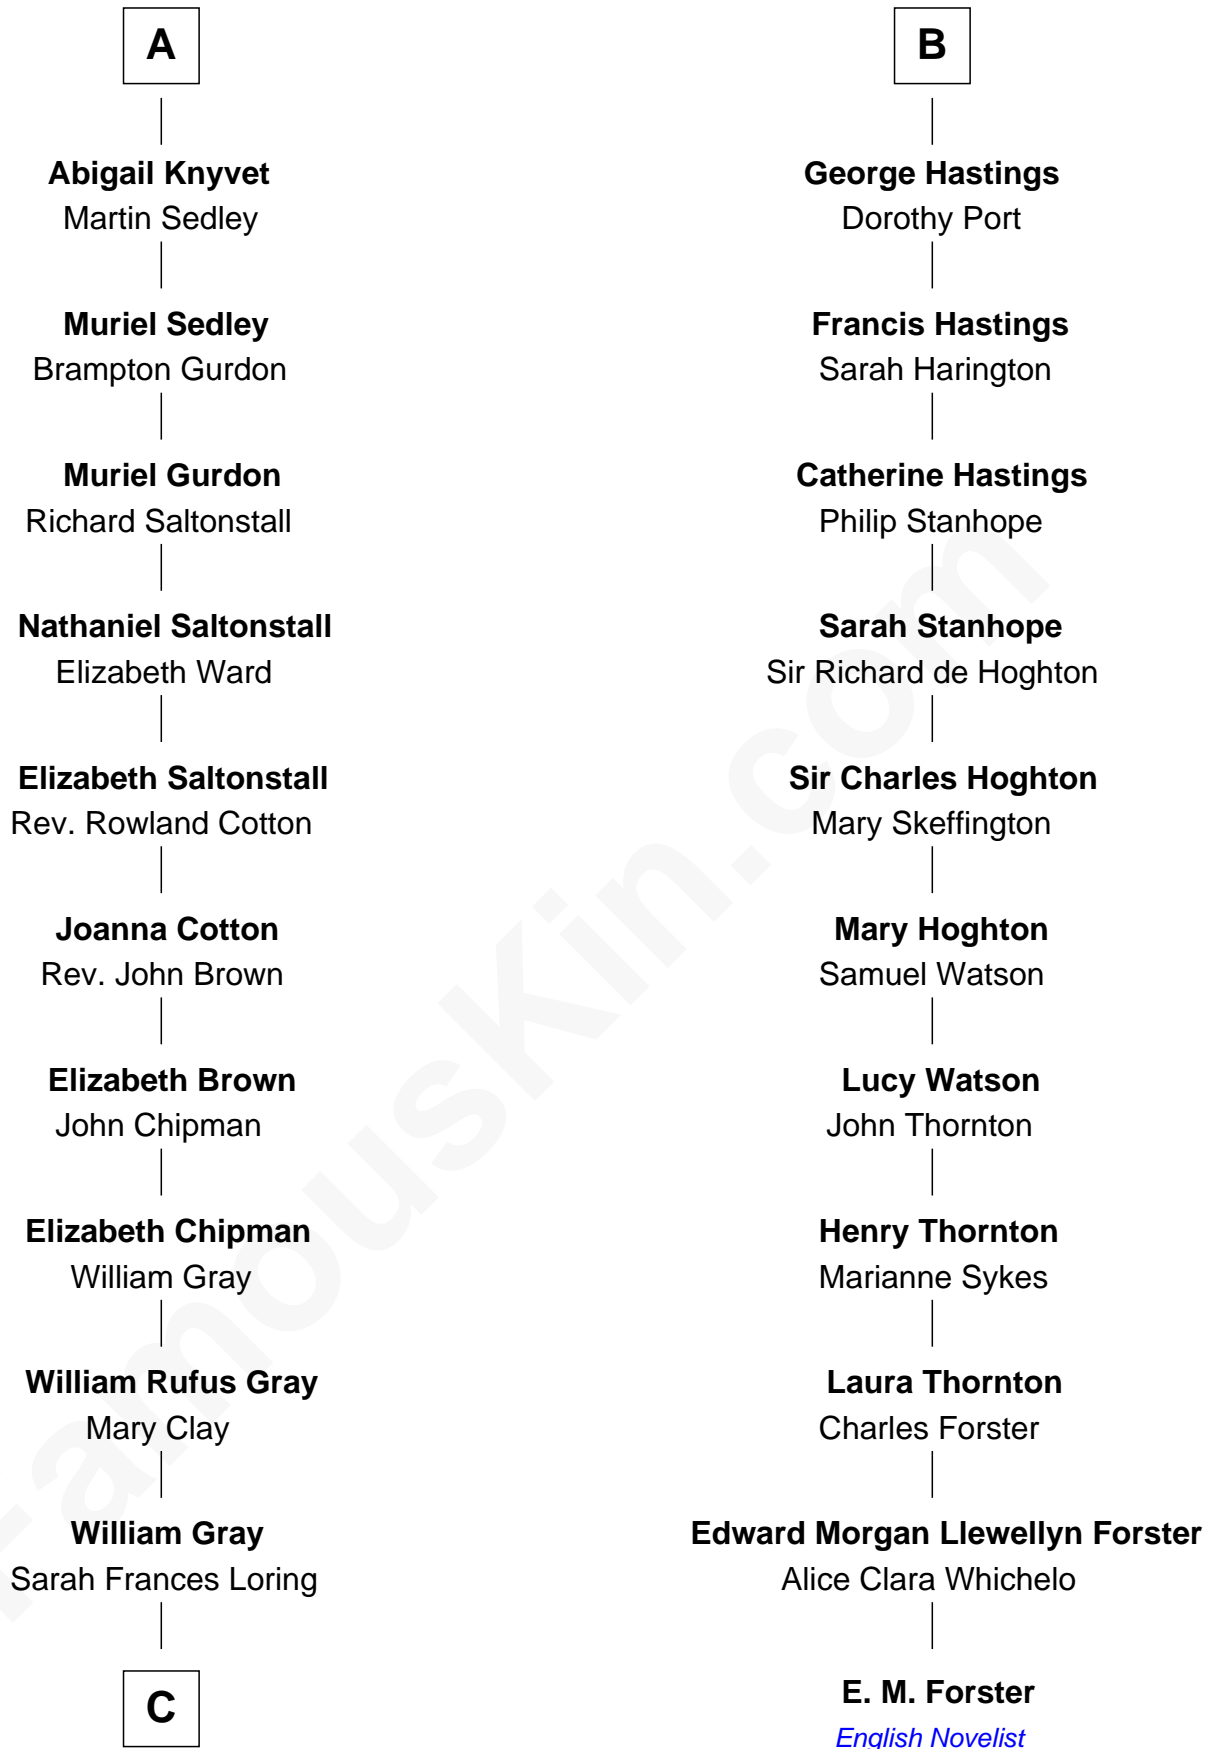 A
Abigail Knyvet
Martin Sedley
Muriel Sedley
Brampton Gurdon
Muriel Gurdon
Richard Saltonstall
Nathaniel Saltonstall
Elizabeth Ward
Elizabeth Saltonstall
Rev. Rowland Cotton
Joanna Cotton
Rev. John Brown
Elizabeth Brown
John Chipman
Elizabeth Chipman
William Gray
William Rufus Gray
Mary Clay
William Gray
Sarah Frances Loring
C
B
George Hastings
Dorothy Port
Francis Hastings
Sarah Harington
Catherine Hastings
Philip Stanhope
Sarah Stanhope
Sir Richard de Hoghton
Sir Charles Hoghton
Mary Skeffington
Mary Hoghton
Samuel Watson
Lucy Watson
John Thornton
Henry Thornton
Marianne Sykes
Laura Thornton
Charles Forster
Edward Morgan Llewellyn Forster
Alice Clara Whichelo
E. M. Forster
English Novelist
FamousKin.com